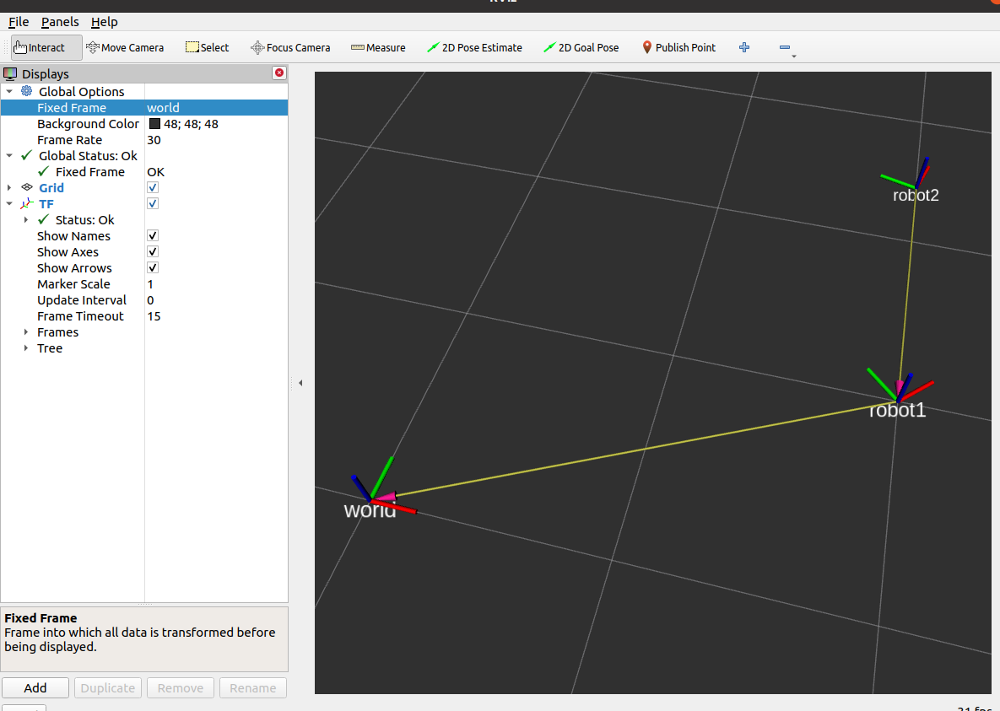 File Panels Help
Interact Move Camera Select Focus Camera Measure 2D Pose Estimate 2D Goal Pose Publish Point
Displays
Global Options
Fixed Frame world
Background Color 48; 48; 48
Frame Rate 30
Global Status: Ok
Fixed Frame OK
Grid
TF
Status: Ok
Show Names
Show Axes
Show Arrows
Marker Scale 1
Update Interval 0
Frame Timeout 15
Frames
Tree
robot2
robot1
world
Fixed Frame
Frame into which all data is transformed before
being displayed.
Add Duplicate Remove Rename
31 fps